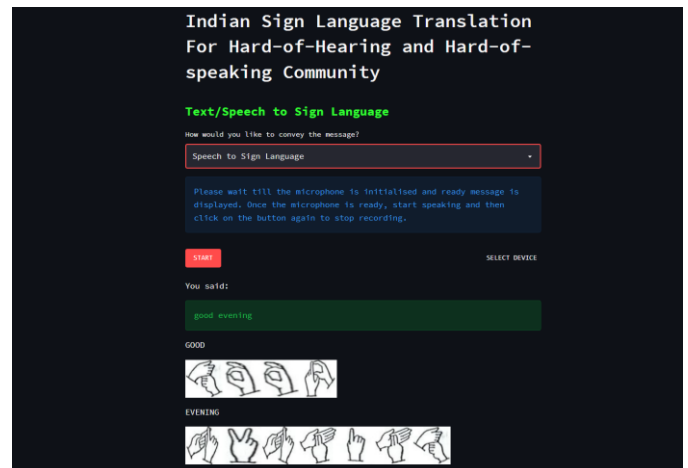 Indian Sign Language Translation
For Hard-of-Hearing and Hard-of-
speaking Community
Text/Speech to Sign Language
How would you like to convey the message?
Speech to Sign Language
Please wait till the microphone is initialised and ready message is
displayed. Once the microphone is ready, start speaking and then
click on the button again to stop recording.
START
SELECT DEVICE
You said:
good evening
GOOD
EVENING